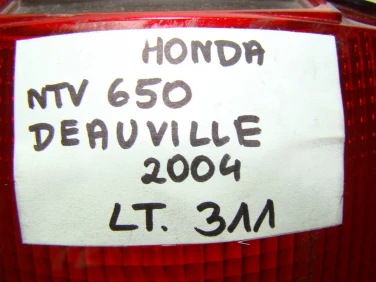 HONDA
NTV 650
DEAUVILLE
2004
LT. 311